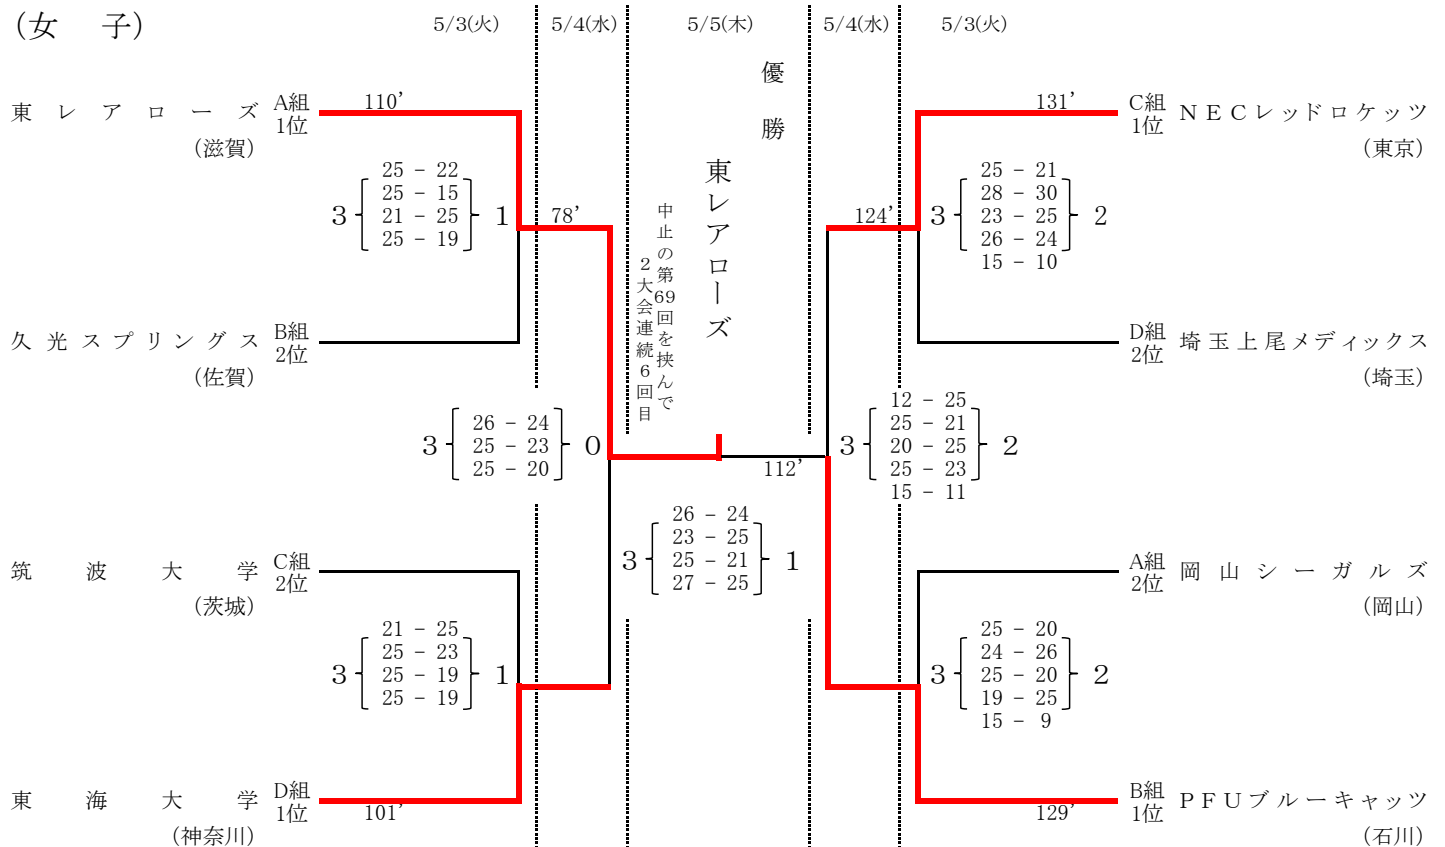 (女　子)
5/3(火) 5/4(水) 5/5(木) 5/4(水) 5/3(火)
優勝
東レアローズ
中止の第69回を挟んで
2大会連続6回目
東レアローズ A組 1位
(滋賀)
110’
25 − 22
25 − 15
3 21 − 25 1
25 − 19
久光スプリングス B組 2位
(佐賀)
78’
26 − 24
3 25 − 23 0
25 − 20
筑波大学 C組 2位
(茨城)
21 − 25
25 − 23
3 25 − 19 1
25 − 19
東海大学 D組 1位
(神奈川)
101’
112’
26 − 24
23 − 25
3 25 − 21 1
27 − 25
131’
C組 1位 NECレッドロケッツ
(東京)
25 − 21
28 − 30
3 23 − 25 2
26 − 24
15 − 10
D組 2位 埼玉上尾メディックス
(埼玉)
124’
12 − 25
25 − 21
3 20 − 25 2
25 − 23
15 − 11
A組 2位 岡山シーガルズ
(岡山)
25 − 20
24 − 26
3 25 − 20 2
19 − 25
15 − 9
129’
B組 1位 PFUブルーキャッツ
(石川)